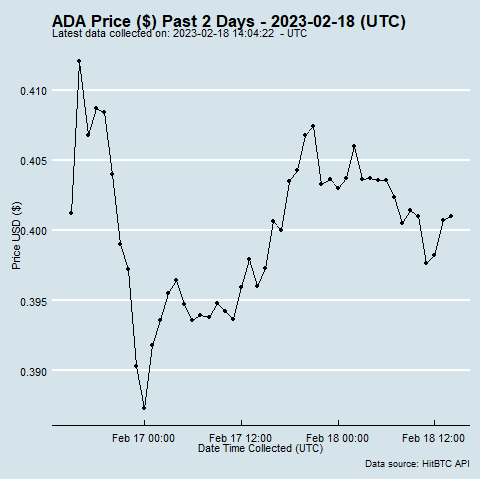 ADA Price ($) Past 2 Days - 2023-02-18 (UTC)
Latest data collected on: 2023-02-18 14:04:22  - UTC
0.410
0.405
0.400
0.395
0.390
Price USD ($)
Feb 17 00:00 Feb 17 12:00 Feb 18 00:00 Feb 18 12:00
Date Time Collected (UTC)
Data source: HitBTC API